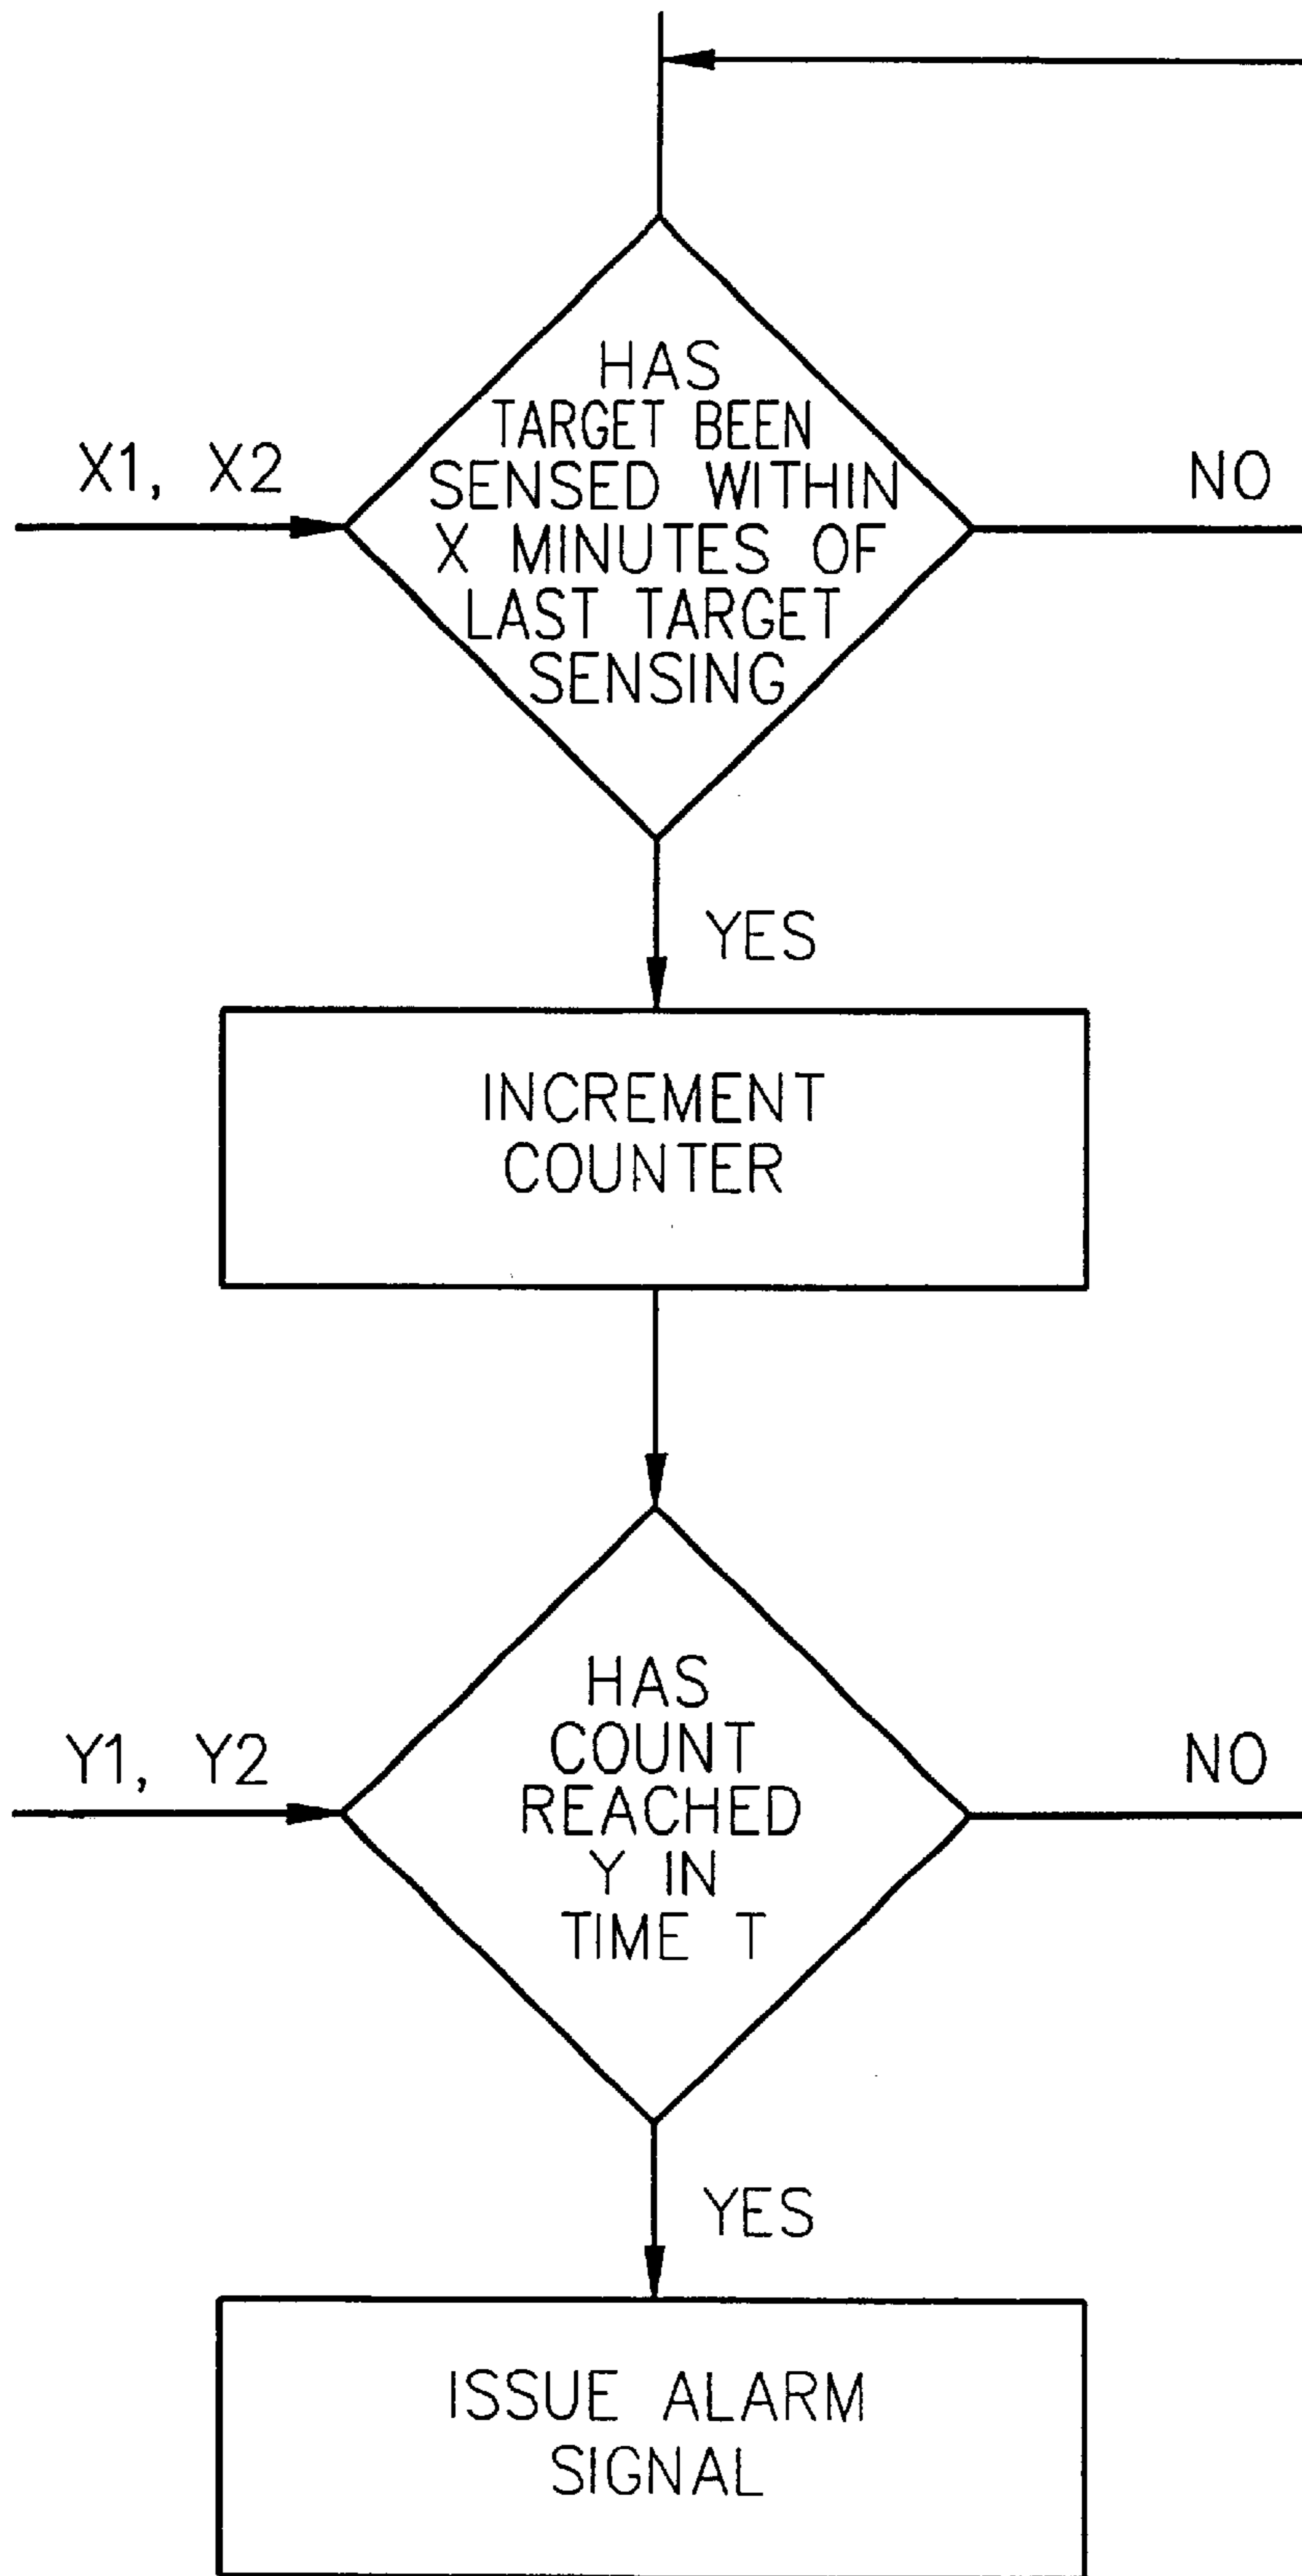 HAS
TARGET BEEN
SENSED WITHIN
X MINUTES OF
LAST TARGET
SENSING
X1, X2
NO
YES
INCREMENT
COUNTER
HAS
COUNT
REACHED
Y IN
TIME T
Y1, Y2
NO
YES
ISSUE ALARM
SIGNAL